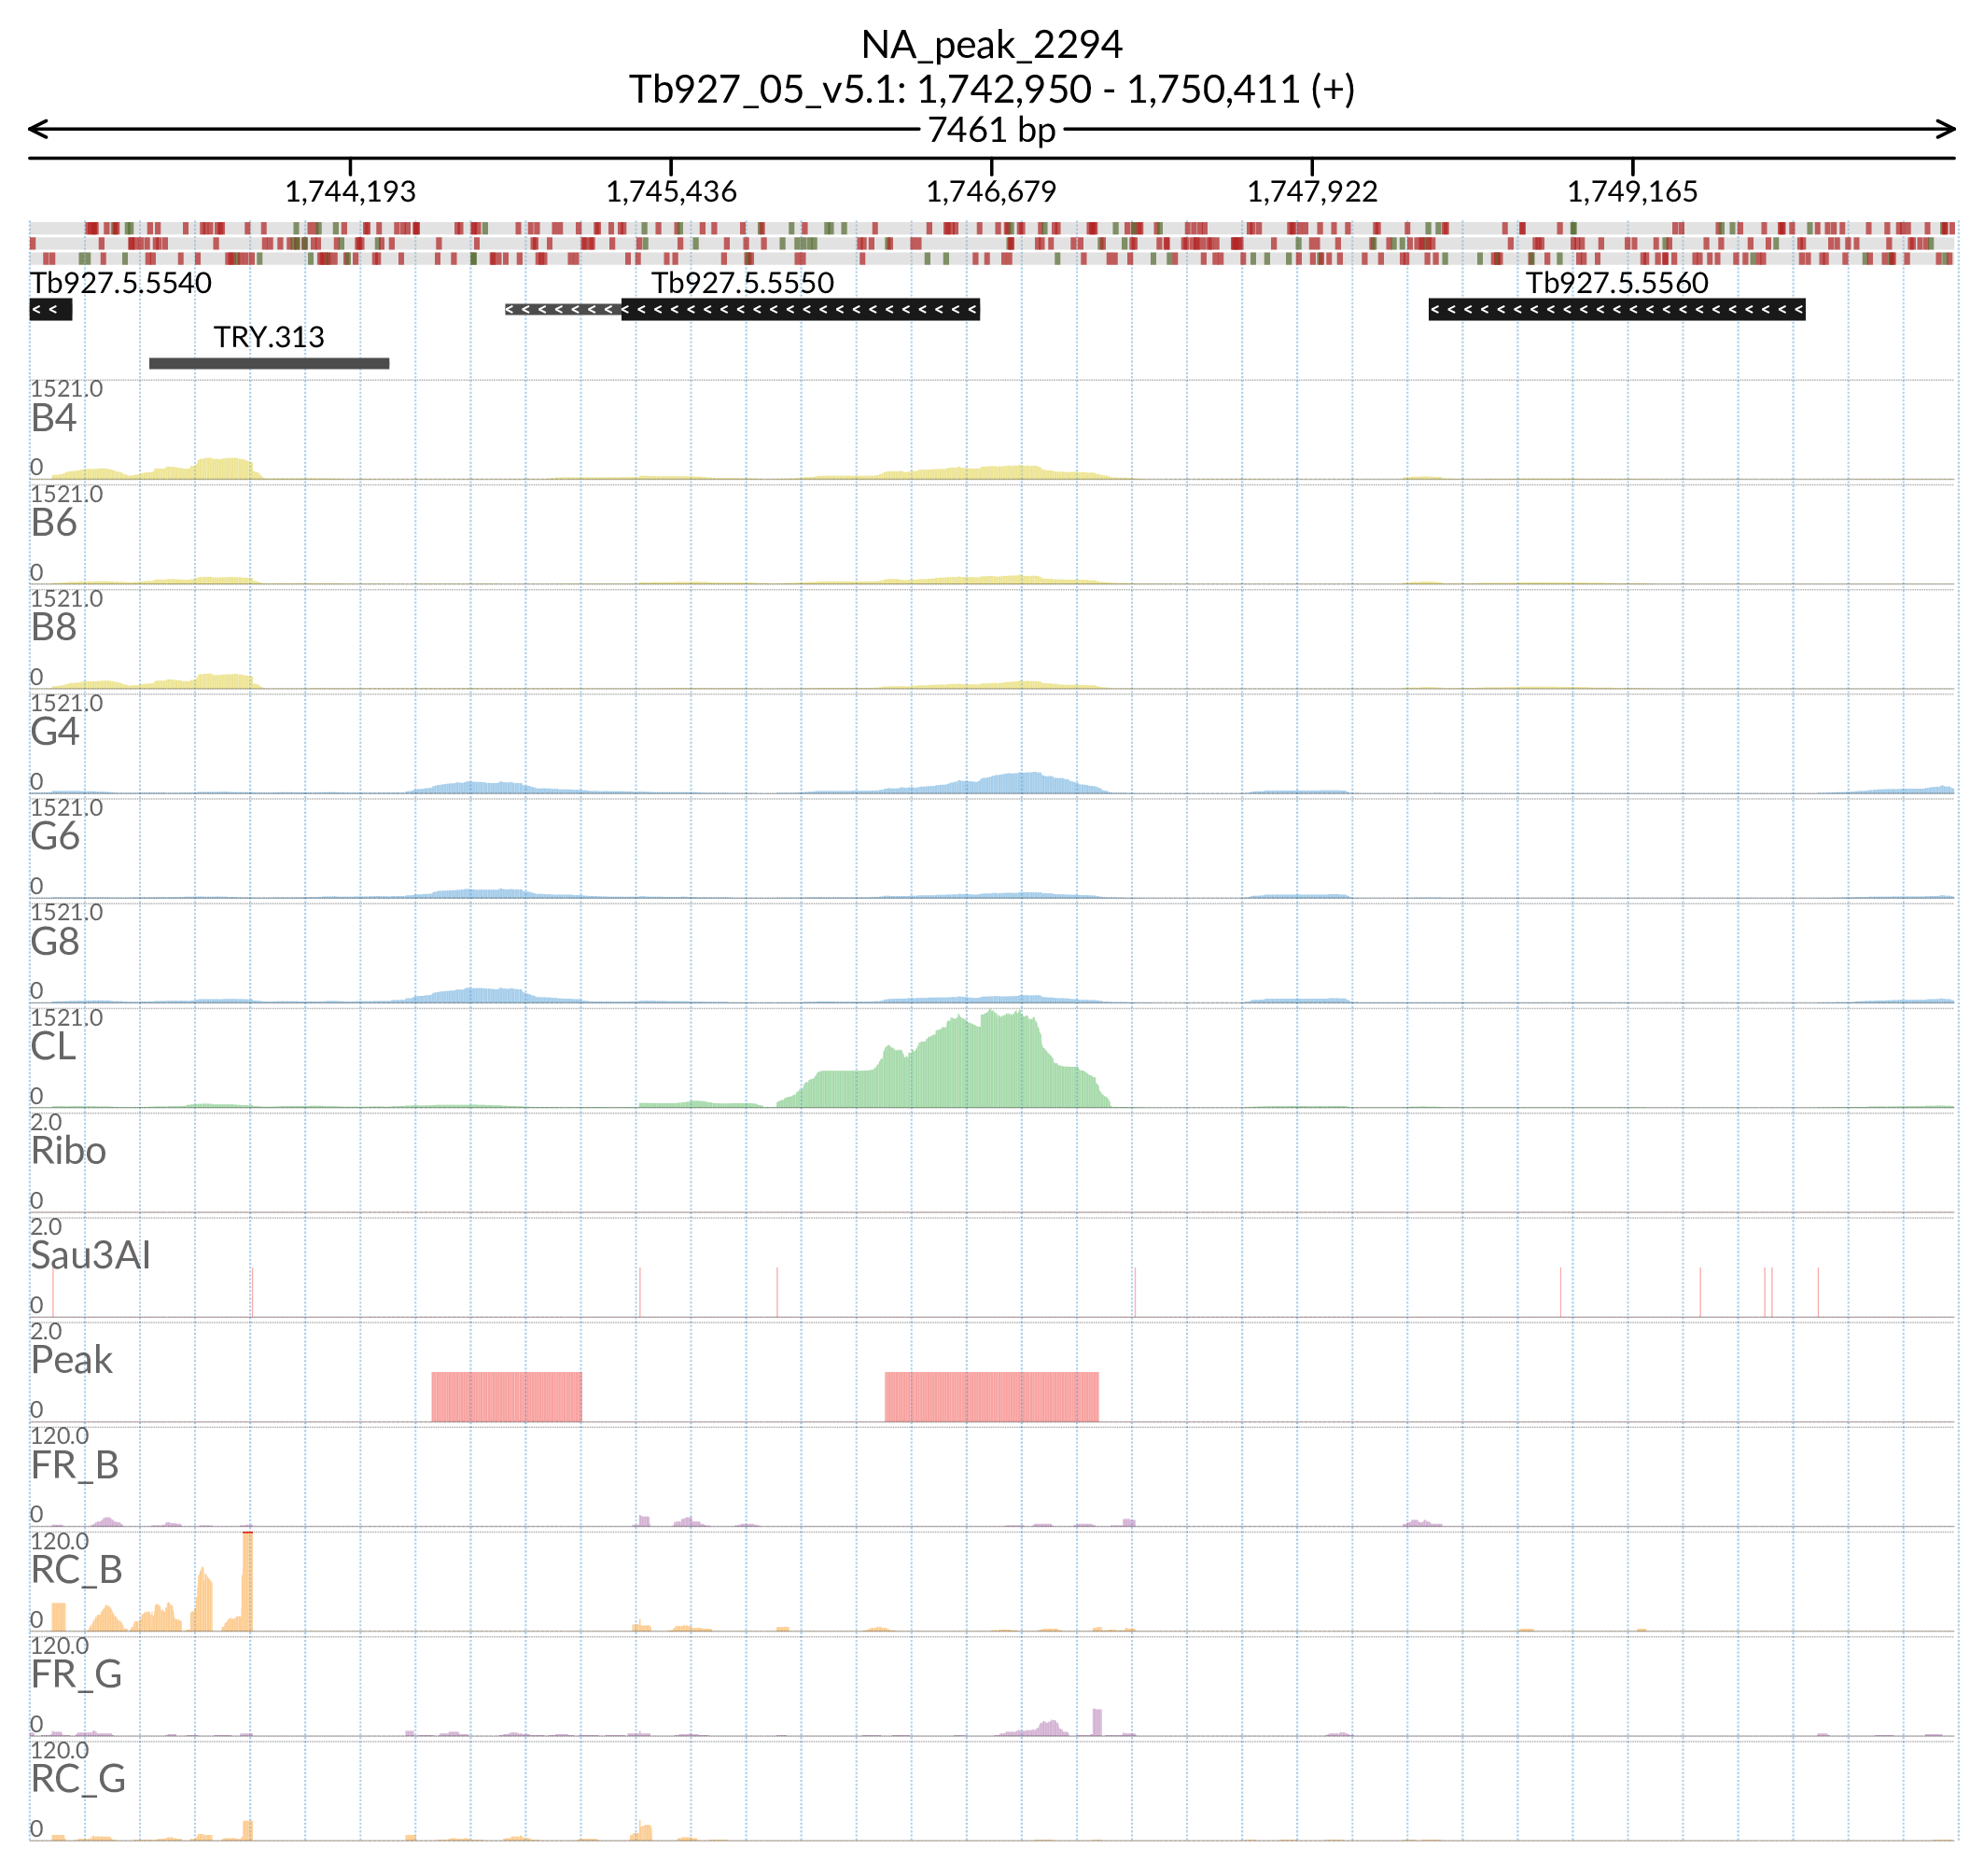 NA_peak_2294
Tb927_05_v5.1: 1,742,950 - 1,750,411 (+)
7461 bp
1,744,193 1,745,436 1,746,679 1,747,922 1,749,165
Tb927.5.5540 Tb927.5.5550 Tb927.5.5560
TRY.313
1521.0
B4
0
1521.0
B6
0
1521.0
B8
0
1521.0
G4
0
1521.0
G6
0
1521.0
G8
0
1521.0
CL
0
2.0
Ribo
0
2.0
Sau3AI
0
2.0
Peak
0
120.0
FR_B
0
120.0
RC_B
0
120.0
FR_G
0
120.0
RC_G
0